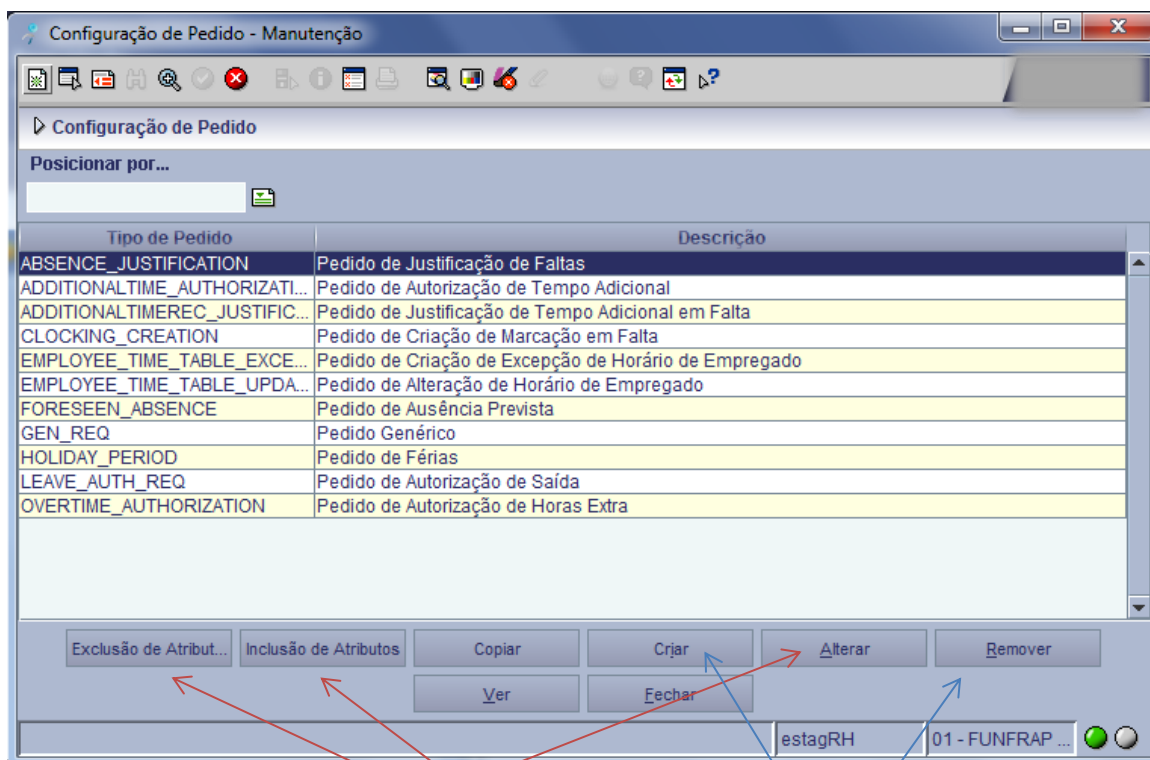 Configuração de Pedido - Manutenção
Configuração de Pedido
Posicionar por...
Tipo de Pedido Descrição
ABSENCE_JUSTIFICATION Pedido de Justificação de Faltas
ADDITIONALTIME_AUTHORIZATI... Pedido de Autorização de Tempo Adicional
ADDITIONALTIMEREC_JUSTIFIC... Pedido de Justificação de Tempo Adicional em Falta
CLOCKING_CREATION Pedido de Criação de Marcação em Falta
EMPLOYEE_TIME_TABLE_EXCE... Pedido de Criação de Excepção de Horário de Empregado
EMPLOYEE_TIME_TABLE_UPDA... Pedido de Alteração de Horário de Empregado
FORESEEN_ABSENCE Pedido de Ausência Prevista
GEN_REQ Pedido Genérico
HOLIDAY_PERIOD Pedido de Férias
LEAVE_AUTH_REQ Pedido de Autorização de Saída
OVERTIME_AUTHORIZATION Pedido de Autorização de Horas Extra
Exclusão de Atribut... Inclusão de Atributos Copiar Criar Alterar Remover
Ver Fechar
estagRH 01 - FUNFRAP ...